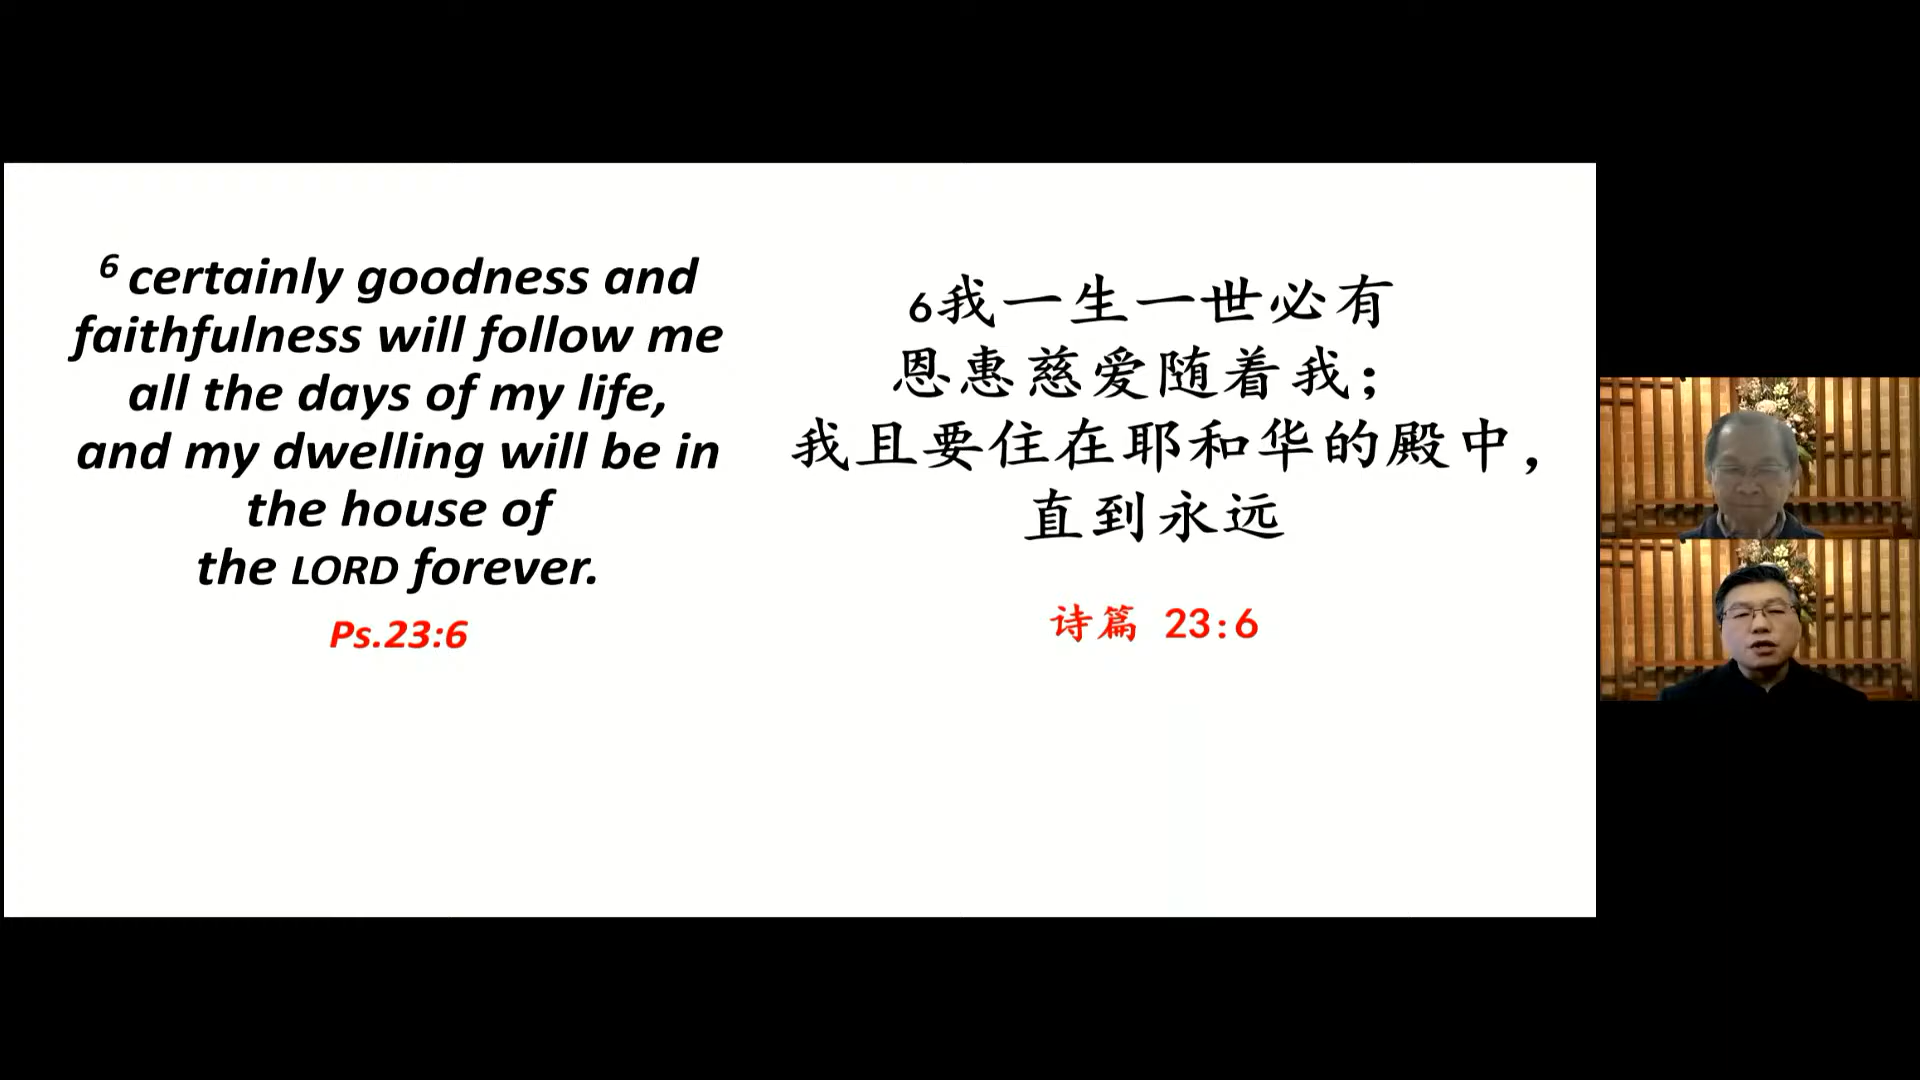 6 certainly goodness and
faithfulness will follow me
all the days of my life,
and my dwelling will be in
the house of
the LORD forever.
Ps.23:6
6我一生一世必有
恩惠慈爱随着我；
我且要住在耶和华的殿中，
直到永远
诗篇 23:6